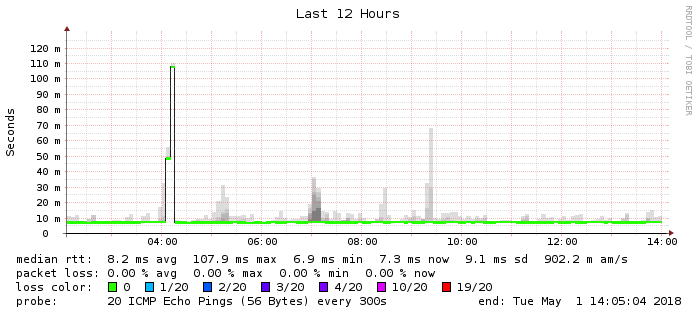 Last 12 Hours
RRDTOOL / TOBI OETIKER
Seconds
120 m
110 m
100 m
90 m
80 m
70 m
60 m
50 m
40 m
30 m
20 m
10 m
0
04:00 06:00 08:00 10:00 12:00 14:00
median rtt: 8.2 ms avg 107.9 ms max 6.9 ms min 7.3 ms now 9.1 ms sd 902.2 m am/s
packet loss: 0.00 % avg 0.00 % max 0.00 % min 0.00 % now
loss color: 0 1/20 2/20 3/20 4/20 10/20 19/20
probe: 20 ICMP Echo Pings (56 Bytes) every 300s end: Tue May 1 14:05:04 2018